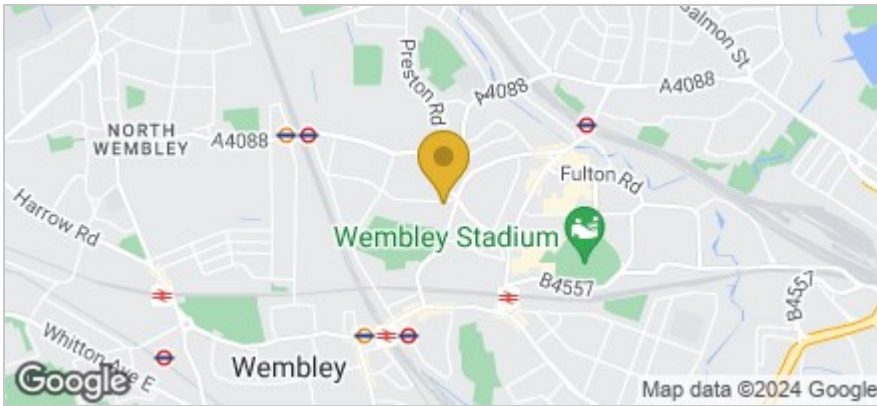 Salmon St
Preston Rd
A4088
A4088
NORTH
WEMBLEY
A4088
Fulton Rd
Harrow Rd
Wembley Stadium
B4557
B4557
Whitton Ave E
Wembley
Google
Map data ©2024 Google